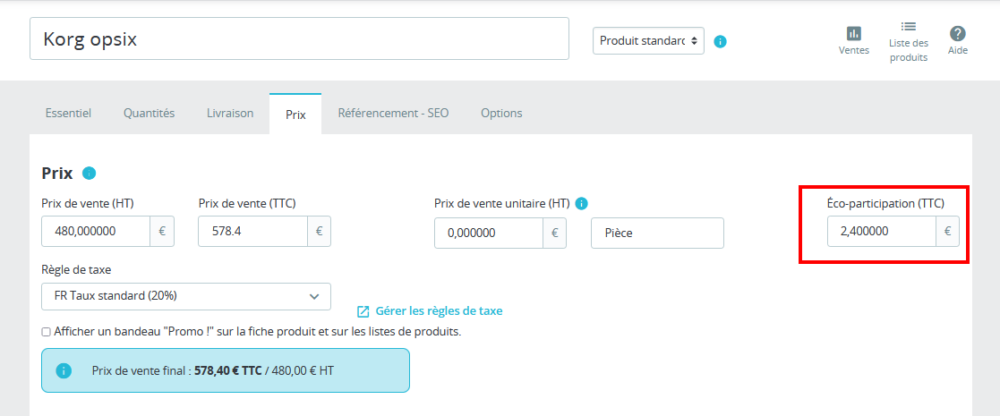 Korg opsix
Produit standarc
Ventes
Liste des
produits
Aide
Essentiel Quantités Livraison Prix Référencement - SEO Options
Prix
Prix de vente (HT) Prix de vente (TTC) Prix de vente unitaire (HT) Éco-participation (TTC)
480,000000 € 578.4 € 0,000000 € Pièce 2,400000 €
Règle de taxe
FR Taux standard (20%)
Gérer les règles de taxe
Afficher un bandeau "Promo !" sur la fiche produit et sur les listes de produits.
Prix de vente final : 578,40 € TTC / 480,00 € HT